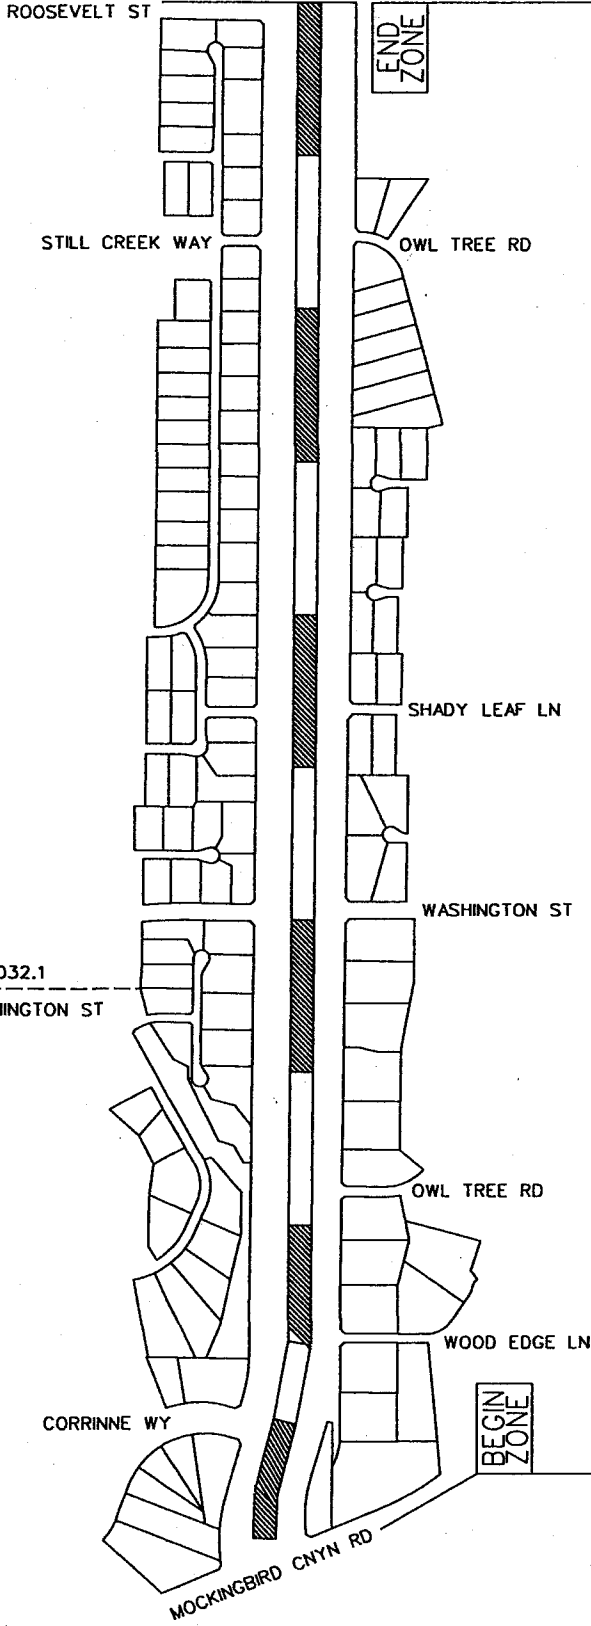 ROOSEVELT ST
END
ZONE
STILL CREEK WAY
OWL TREE RD
SHADY LEAF LN
WASHINGTON ST
032.1
INGTON ST
OWL TREE RD
WOOD EDGE LN
CORRINNE WY
BEGIN
ZONE
MOCKINGBIRD CNYN RD